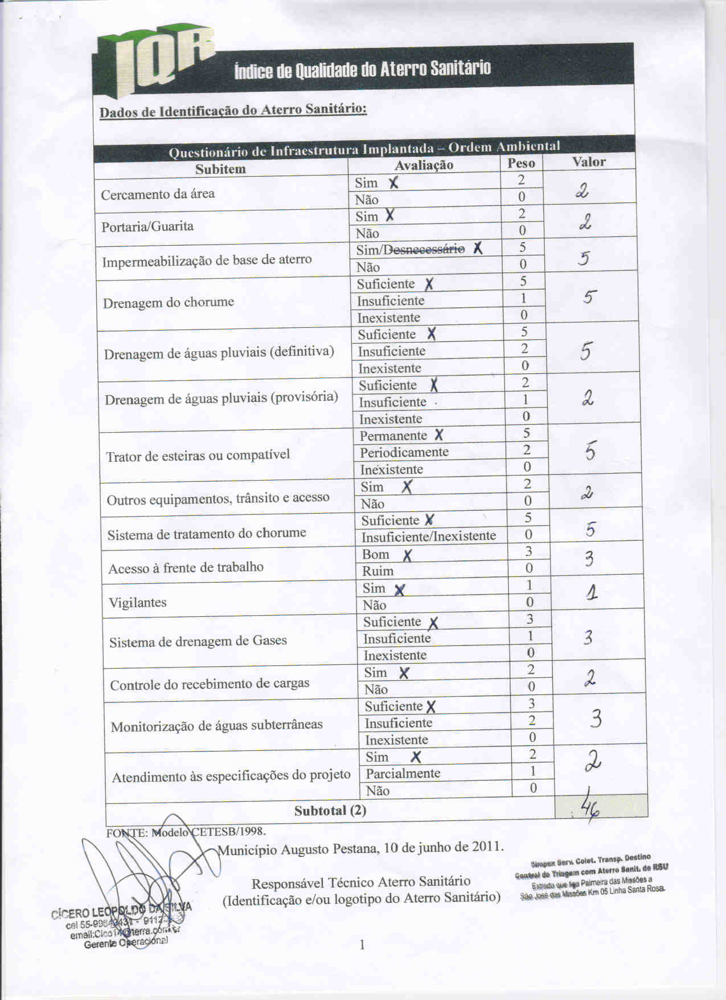 IQR
Índice de Qualidade do Aterro Sanitário
Dados de Identificação do Aterro Sanitário:
Questionário de Infraestrutura Implantada – Ordem Ambiental
Subitem Avaliação Peso Valor
Cercamento da área Sim X 2 2
Não 0
Portaria/Guarita Sim X 2 2
Não 0
Impermeabilização de base de aterro Sim/Desnecessário X 5 5
Não 0
Drenagem do chorume Suficiente X 5 5
Insuficiente 1
Inexistente 0
Drenagem de águas pluviais (definitiva) Suficiente X 5 5
Insuficiente 2
Inexistente 0
Drenagem de águas pluviais (provisória) Suficiente X 2 2
Insuficiente 1
Inexistente 0
Trator de esteiras ou compatível Permanente X 5 5
Periodicamente 2
Inexistente 0
Outros equipamentos, trânsito e acesso Sim X 2 2
Não 0
Sistema de tratamento do chorume Suficiente X 5 5
Insuficiente/Inexistente 0
Acesso à frente de trabalho Bom X 3 3
Ruim 0
Vigilantes Sim X 1 1
Não 0
Sistema de drenagem de Gases Suficiente X 3 3
Insuficiente 1
Inexistente 0
Controle do recebimento de cargas Sim X 2 2
Não 0
Monitorização de águas subterrâneas Suficiente X 3 3
Insuficiente 2
Inexistente 0
Atendimento às especificações do projeto Sim X 2 2
Parcialmente 1
Não 0
Subtotal (2) 46
FONTE: Modelo CETESB/1998.
Município Augusto Pestana, 10 de junho de 2011.
Responsável Técnico Aterro Sanitário
(Identificação e/ou logotipo do Aterro Sanitário)
Simpex Serv. Colet. Transp. Destino
Central de Triagem com Aterro Sanit. de RSU
Estrada que liga Palmeira das Missões a
São José das Missões Km 05 Linha Santa Rosa.
CÍCERO LEOPOLDO DA SILVA
cel
Gerente Operacional
1